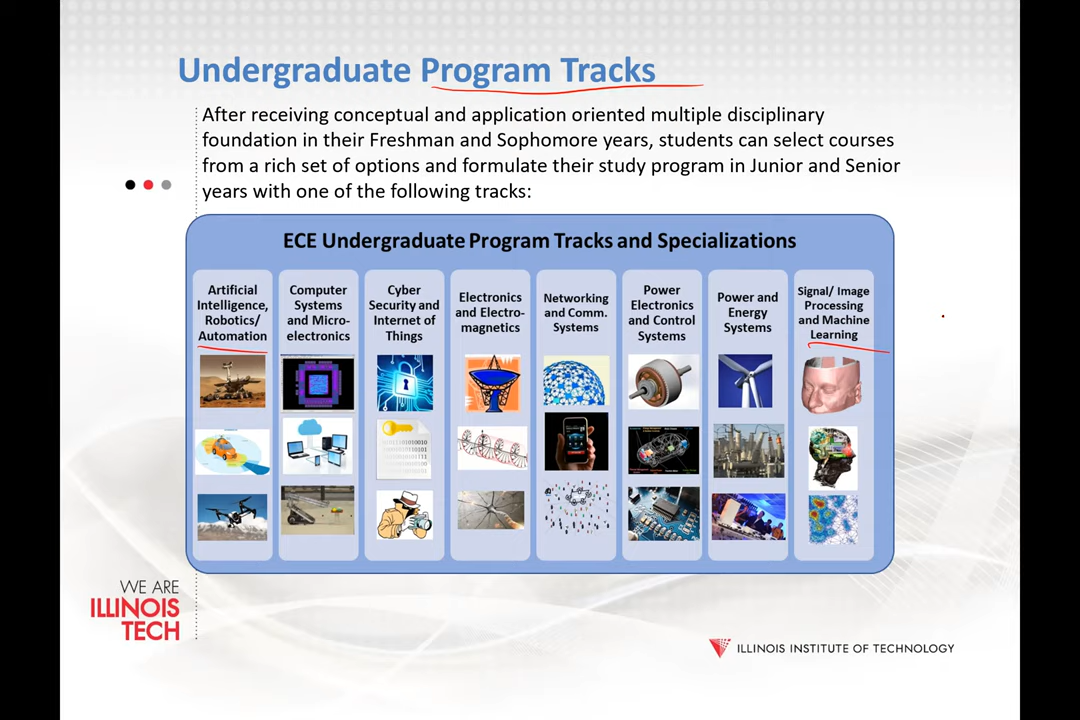 Undergraduate Program Tracks
After receiving conceptual and application oriented multiple disciplinary
foundation in their Freshman and Sophomore years, students can select courses
from a rich set of options and formulate their study program in Junior and Senior
years with one of the following tracks:
ECE Undergraduate Program Tracks and Specializations
Artificial
Intelligence,
Robotics/
Automation
Computer
Systems
and Micro-
electronics
Cyber
Security and
Internet of
Things
Electronics
and Electro-
magnetics
Networking
and Comm.
Systems
Power
Electronics
and Control
Systems
Power and
Energy
Systems
Signal/ Image
Processing
and Machine
Learning
WE ARE
ILLINOIS
TECH
ILLINOIS INSTITUTE OF TECHNOLOGY